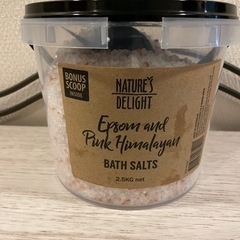 BONUS
SCOOP
INSIDE
NATURE'S
DELIGHT
Epsom and
Pink Himalayan
BATH SALTS
2.5KG net